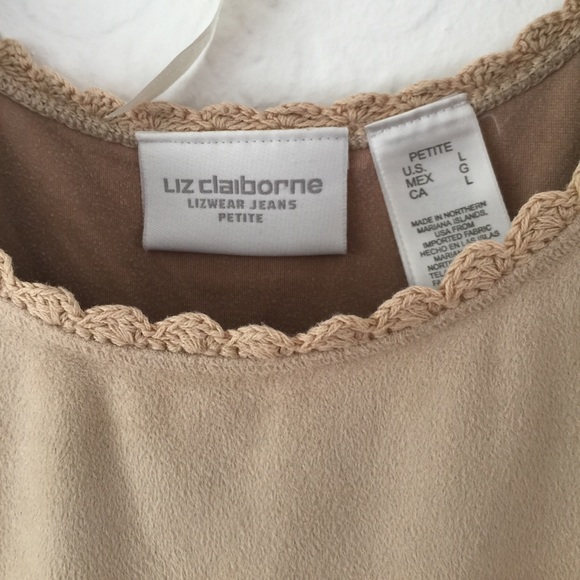 Liz claiborne
LIZWEAR JEANS
PETITE
PETITE L
U.S. G
MEX L
CA
MADE IN NORTHERN
MARIANA ISLANDS,
USA FROM
IMPORTED FABRIC
HECHO EN LAS ISLAS